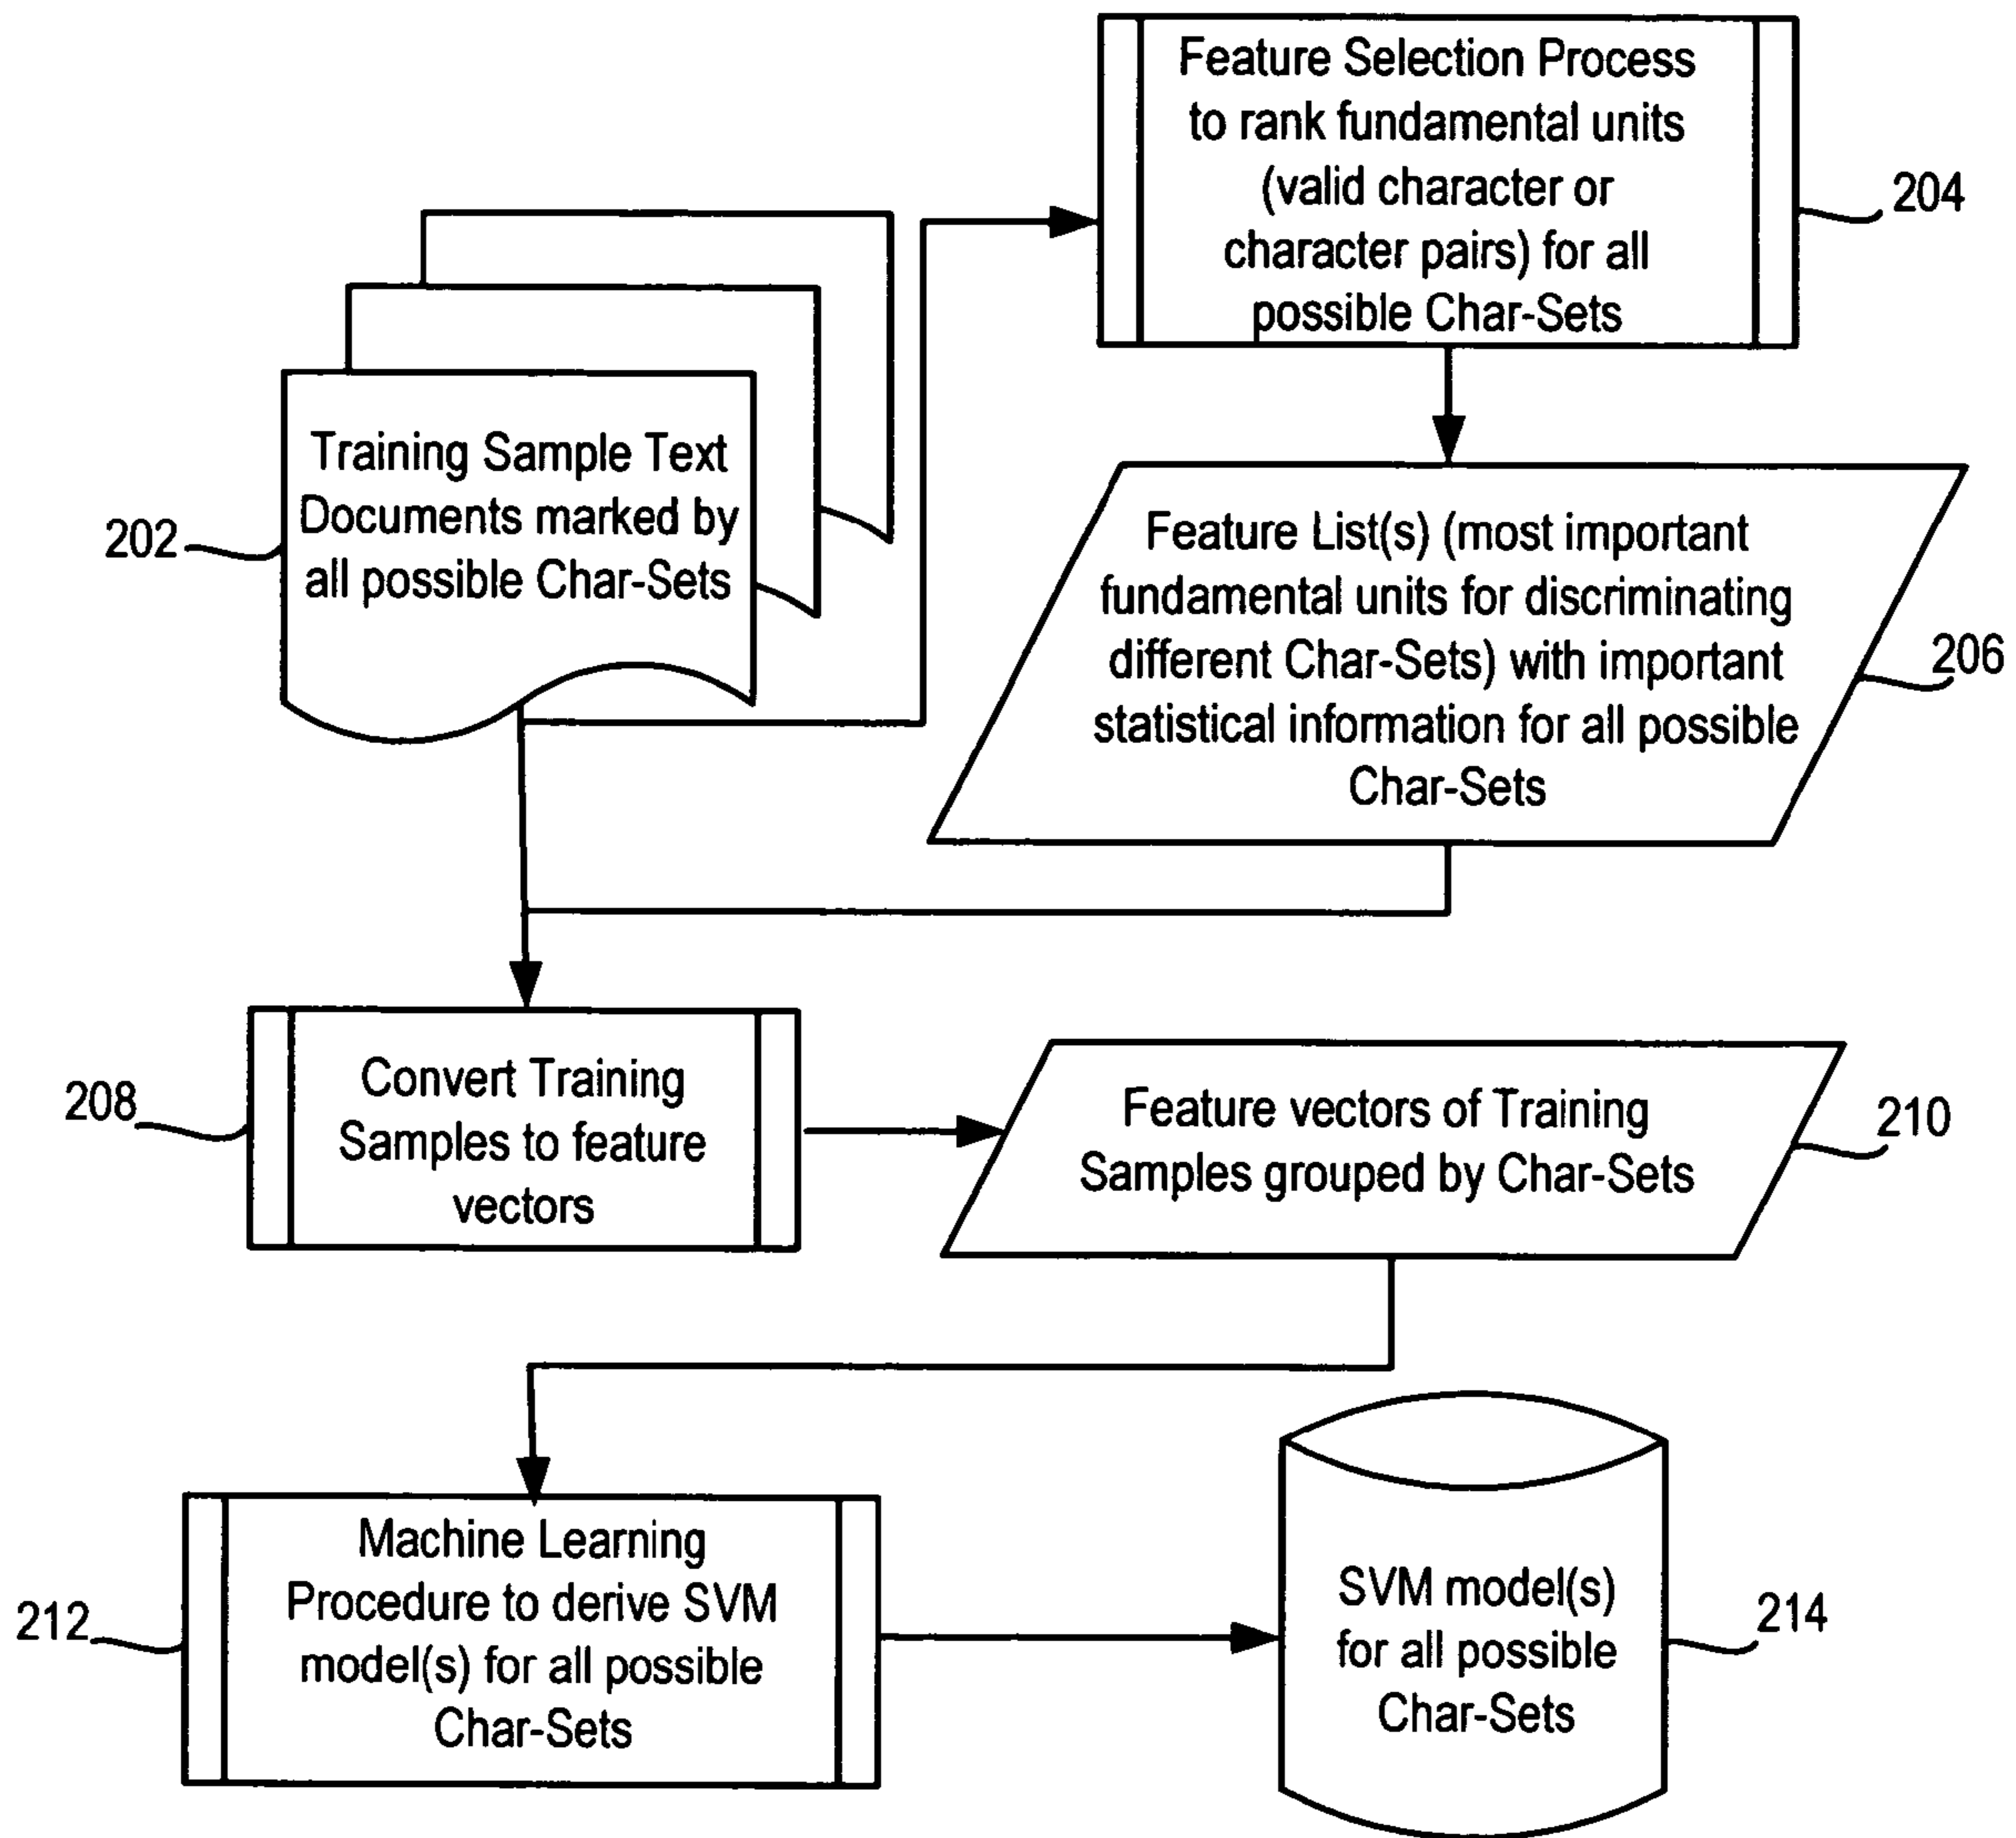 Feature Selection Process
to rank fundamental units
(valid character or
character pairs) for all
possible Char-Sets
204
Training Sample Text
Documents marked by
all possible Char-Sets
202
Feature List(s) (most important
fundamental units for discriminating
different Char-Sets) with important
statistical information for all possible
Char-Sets
206
208
Convert Training
Samples to feature
vectors
Feature vectors of Training
Samples grouped by Char-Sets
210
212
Machine Learning
Procedure to derive SVM
model(s) for all possible
Char-Sets
SVM model(s)
for all possible
Char-Sets
214